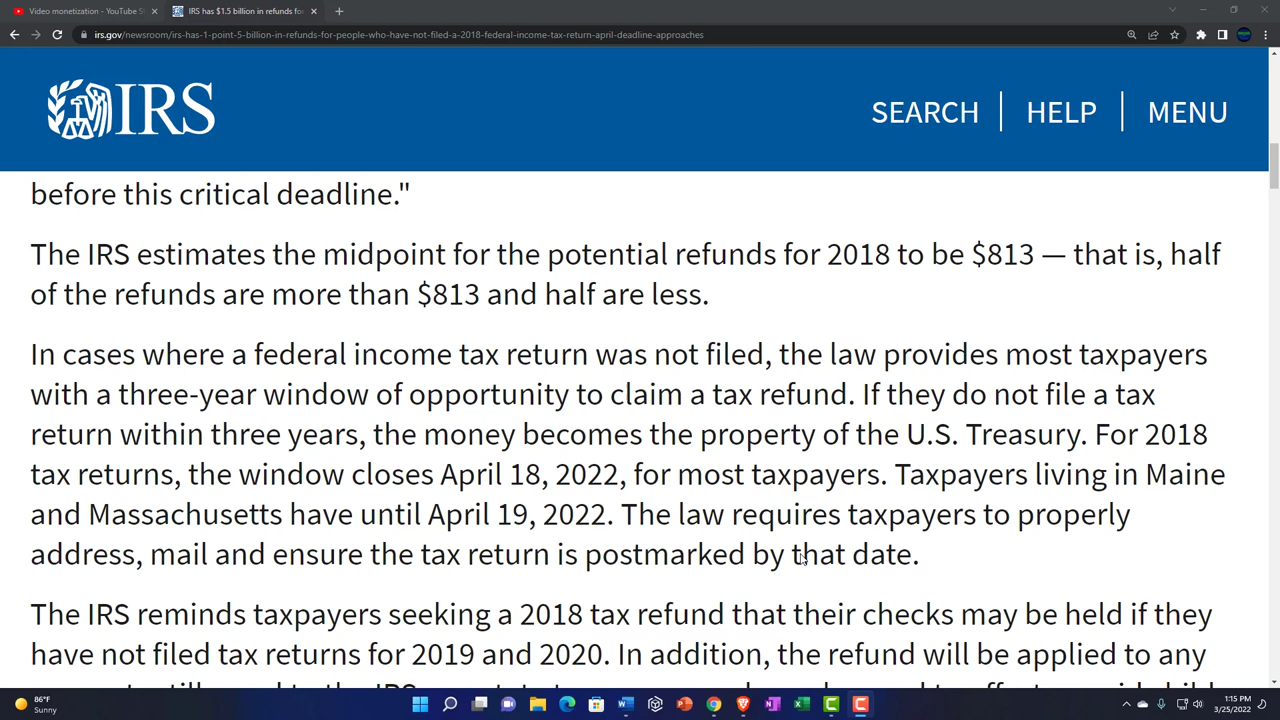 Video monetization - YouTube S
IRS has $1.5 billion in refunds fo
irs.gov/newsroom/irs-has-1-point-5-billion-in-refunds-for-people-who-have-not-filed-a-2018-federal-income-tax-return-april-deadline-approaches
IRS
SEARCH
HELP
MENU
before this critical deadline."
The IRS estimates the midpoint for the potential refunds for 2018 to be $813 — that is, half
of the refunds are more than $813 and half are less.
In cases where a federal income tax return was not filed, the law provides most taxpayers
with a three-year window of opportunity to claim a tax refund. If they do not file a tax
return within three years, the money becomes the property of the U.S. Treasury. For 2018
tax returns, the window closes April 18, 2022, for most taxpayers. Taxpayers living in Maine
and Massachusetts have until April 19, 2022. The law requires taxpayers to properly
address, mail and ensure the tax return is postmarked by that date.
The IRS reminds taxpayers seeking a 2018 tax refund that their checks may be held if they
have not filed tax returns for 2019 and 2020. In addition, the refund will be applied to any
86°F
Sunny
1:15 PM
3/25/2022